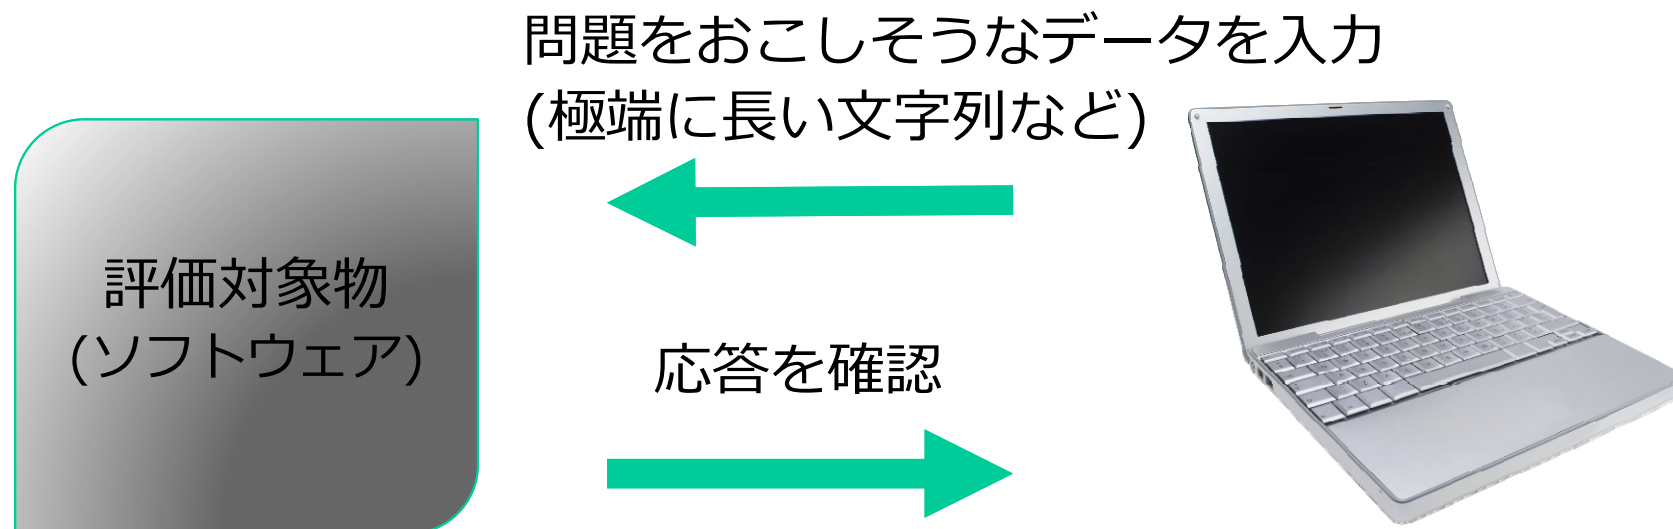 問題をおこしそうなデータを入力
(極端に長い文字列など)
評価対象物
(ソフトウェア)
応答を確認